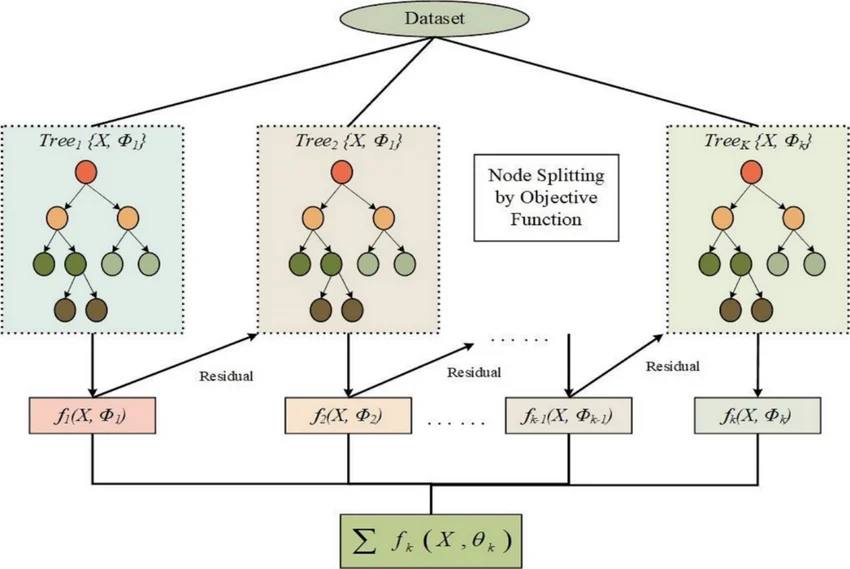 Dataset
Tree1 {X, Φ1}
Tree2 {X, Φ1}
TreeK {X, Φk}
Node Splitting
by Objective
Function
...... 
Residual
Residual
Residual
f1(X, Φ1)
f2(X, Φ2)
......
fk-1(X, Φk-1)
fk(X, Φk)
∑ fk (X , θk )